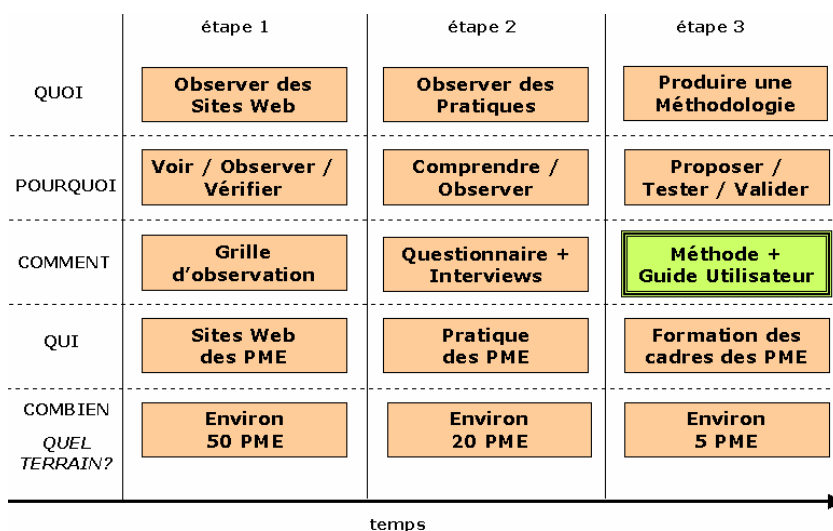 étape 1
étape 2
étape 3
QUOI
Observer des
Sites Web
Observer des
Pratiques
Produire une
Méthodologie
POURQUOI
Voir / Observer /
Vérifier
Comprendre /
Observer
Proposer /
Tester / Valider
COMMENT
Grille
d'observation
Questionnaire +
Interviews
Méthode +
Guide Utilisateur
QUI
Sites Web
des PME
Pratique
des PME
Formation des
cadres des PME
COMBIEN
QUEL
TERRAIN?
Environ
50 PME
Environ
20 PME
Environ
5 PME
temps